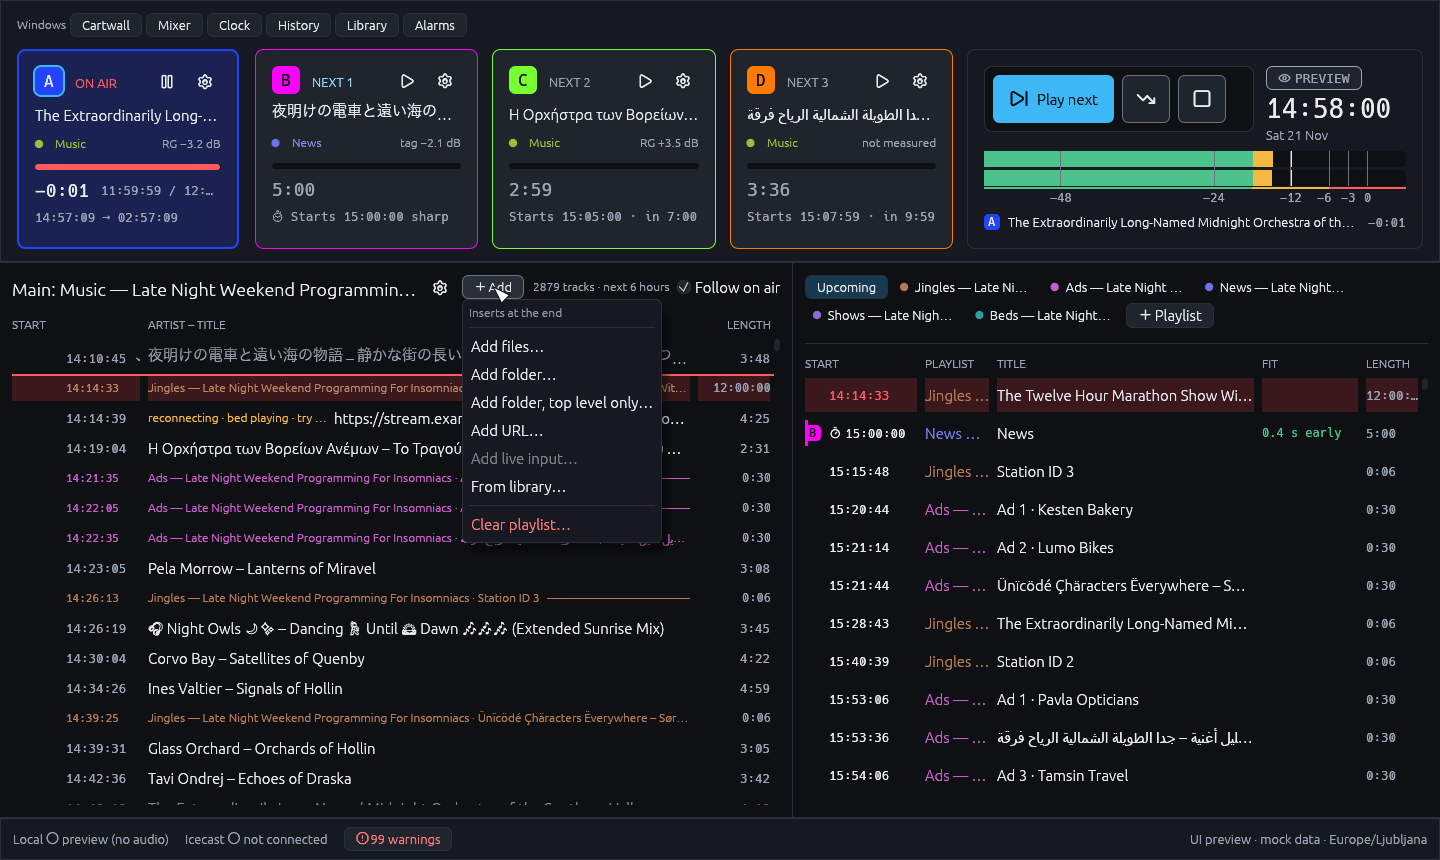 Windows Cartwall Mixer Clock History Library Alarms
A ON AIR
The Extraordinarily Long-…
Music RG −3.2 dB
−0:01 11:59:59 / 12:…
14:57:09 → 02:57:09
B NEXT 1
夜明けの電車と遠い海の…
News tag −2.1 dB
5:00
Starts 15:00:00 sharp
C NEXT 2
Η Ορχήστρα των Βορείων…
Music RG +3.5 dB
2:59
Starts 15:05:00 · in 7:00
D NEXT 3
جدا الطويلة الشمالية الرياح فرقة…
Music not measured
3:36
Starts 15:07:59 · in 9:59
Play next
PREVIEW
14:58:00
Sat 21 Nov
−48 −24 −12 −6 −3 0
A The Extraordinarily Long-Named Midnight Orchestra of th… −0:01
Main: Music — Late Night Weekend Programmin…
+ Add 2879 tracks · next 6 hours Follow on air
START ARTIST – TITLE LENGTH
14:10:45 夜明けの電車と遠い海の物語 – 静かな街の長い … 3:48
14:14:33 Jingles — Late Night Weekend Programming For Insomniac Wit… 12:00:00
14:14:39 reconnecting · bed playing · try … https://stream.exar o… 4:25
14:19:04 Η Ορχήστρα των Βορείων Ανέμων – Το Τραγού … 2:31
14:21:35 Ads — Late Night Weekend Programming For Insomniacs · 0:30
14:22:05 Ads — Late Night Weekend Programming For Insomniacs · 0:30
14:22:35 Ads — Late Night Weekend Programming For Insomniacs · 0:30
14:23:05 Pela Morrow – Lanterns of Miravel 3:08
14:26:13 Jingles — Late Night Weekend Programming For Insomniacs · Station ID 3 0:06
14:26:19 🎧 Night Owls 🌙✨ – Dancing 💃 Until 🌅 Dawn 🎶🎶🎶 (Extended Sunrise Mix) 3:45
14:30:04 Corvo Bay – Satellites of Quenby 4:22
14:34:26 Ines Valtier – Signals of Hollin 4:59
14:39:25 Jingles — Late Night Weekend Programming For Insomniacs · Ünïcödé Çhäracters Ëverywhere – Sør… 0:06
14:39:31 Glass Orchard – Orchards of Hollin 3:05
14:42:36 Tavi Ondrej – Echoes of Draska 3:42
Inserts at the end
Add files…
Add folder…
Add folder, top level only…
Add URL…
Add live input…
From library…
Clear playlist…
Upcoming Jingles — Late Ni… Ads — Late Night … News — Late Night…
Shows — Late Nigh… Beds — Late Night… + Playlist
START PLAYLIST TITLE FIT LENGTH
14:14:33 Jingles … The Twelve Hour Marathon Show Wi… 12:00:…
B 15:00:00 News … News 0.4 s early 5:00
15:15:48 Jingles … Station ID 3 0:06
15:20:44 Ads — … Ad 1 · Kesten Bakery 0:30
15:21:14 Ads — … Ad 2 · Lumo Bikes 0:30
15:21:44 Ads — … Ünïcödé Çhäracters Ëverywhere – S… 0:30
15:28:43 Jingles … The Extraordinarily Long-Named Mi… 0:06
15:40:39 Jingles … Station ID 2 0:06
15:53:06 Ads — … Ad 1 · Pavla Opticians 0:30
15:53:36 Ads — … ليل أغنية – جدا الطويلة الشمالية الرياح فرقة… 0:30
15:54:06 Ads — … Ad 3 · Tamsin Travel 0:30
Local preview (no audio) Icecast not connected 99 warnings UI preview · mock data · Europe/Ljubljana